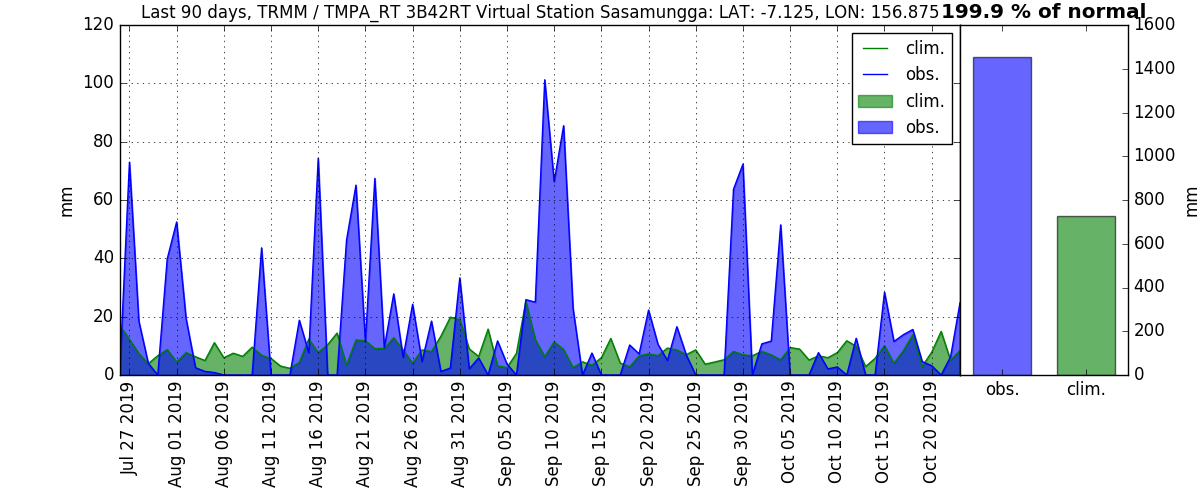 Last 90 days, TRMM / TMPA_RT 3B42RT Virtual Station Sasamungga: LAT: -7.125, LON: 156.875
199.9 % of normal
120
100
80
60
40
20
0
mm
clim.
obs.
clim.
obs.
1600
1400
1200
1000
800
600
400
200
0
mm
Jul 27 2019
Aug 01 2019
Aug 06 2019
Aug 11 2019
Aug 16 2019
Aug 21 2019
Aug 26 2019
Aug 31 2019
Sep 05 2019
Sep 10 2019
Sep 15 2019
Sep 20 2019
Sep 25 2019
Sep 30 2019
Oct 05 2019
Oct 10 2019
Oct 15 2019
Oct 20 2019
obs.
clim.